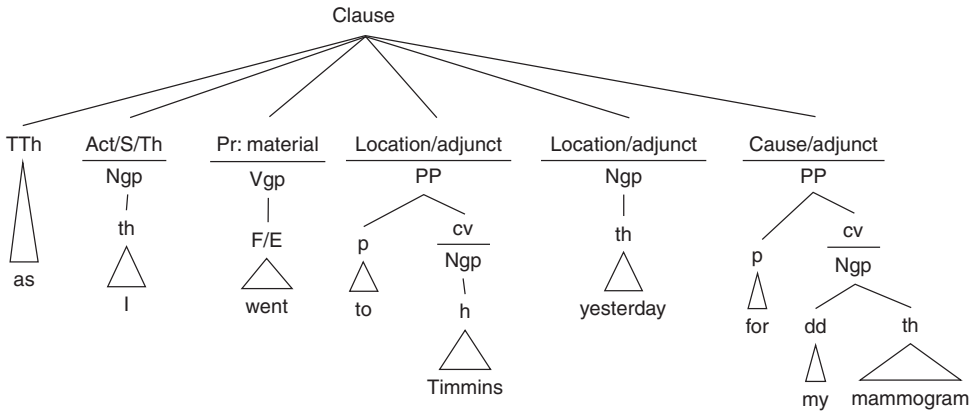 Clause
TTh Act/S/Th Pr: material Location/adjunct Location/adjunct Cause/adjunct
Ngp Vgp PP Ngp PP
th F/E p cv th p cv
Ngp Ngp
as I went to h yesterday for dd th
Timmins my mammogram